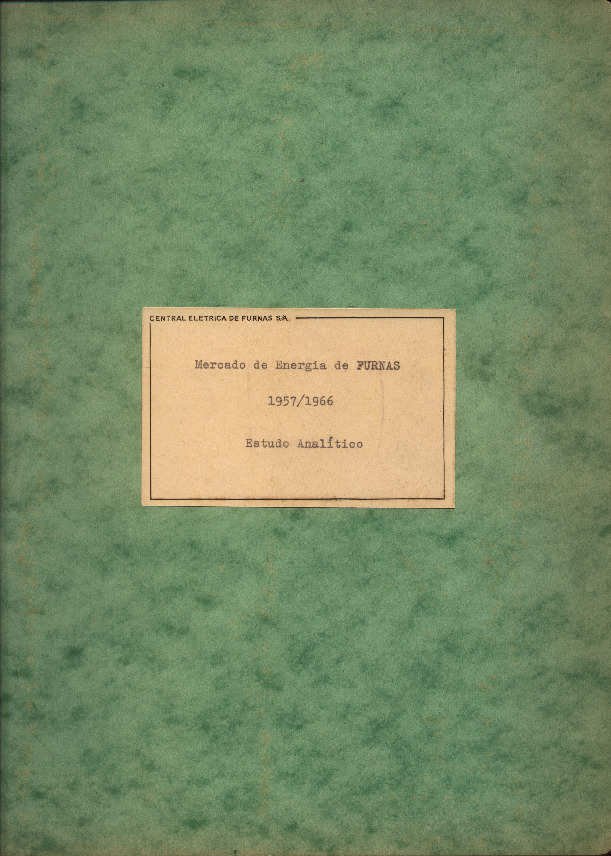 CENTRAL ELETRICA DE FURNAS S/A.
Mercado de Energia de FURNAS
1957/1966
Estudo Analítico